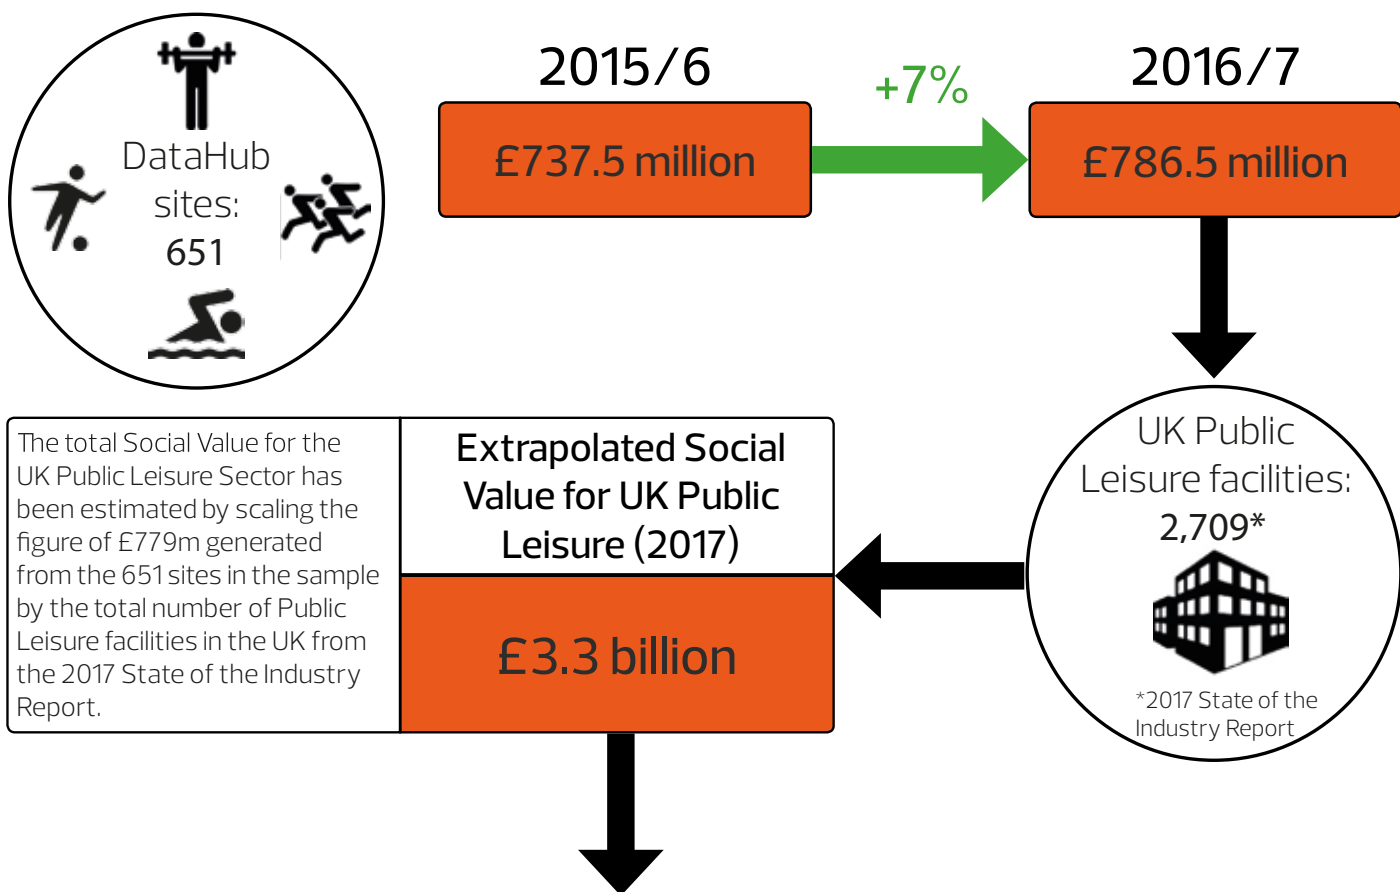 DataHub
sites:
651
2015/6
+7%
2016/7
£737.5 million
£786.5 million
UK Public
Leisure facilities:
2,709*
*2017 State of the
Industry Report
Extrapolated Social
Value for UK Public
Leisure (2017)
£3.3 billion
The total Social Value for the
UK Public Leisure Sector has
been estimated by scaling the
figure of £779m generated
from the 651 sites in the sample
by the total number of Public
Leisure facilities in the UK from
the 2017 State of the Industry
Report.